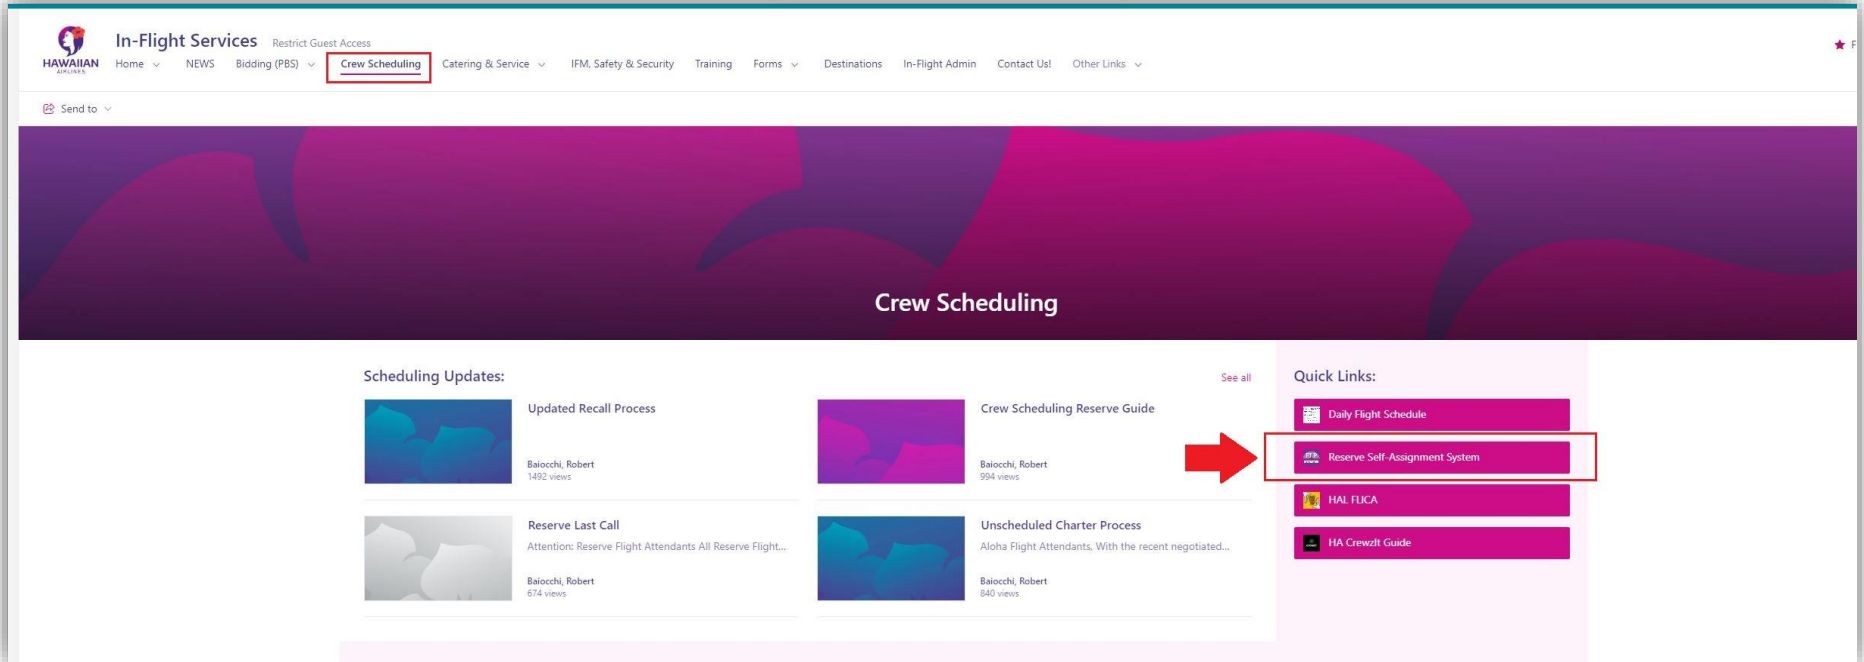 In-Flight Services Restrict Guest Access
HAWAIIAN
AIRLINES
Home NEWS Bidding (PBS) Crew Scheduling Catering & Service IFM, Safety & Security Training Forms Destinations In-Flight Admin Contact Us! Other Links
F
Send to
Crew Scheduling
Scheduling Updates:
See all
Updated Recall Process
Baiocchi, Robert
1492 views
Crew Scheduling Reserve Guide
Baiocchi, Robert
994 views
Reserve Last Call
Attention: Reserve Flight Attendants All Reserve Flight...
Baiocchi, Robert
674 views
Unscheduled Charter Process
Aloha Flight Attendants, With the recent negotiated...
Baiocchi, Robert
840 views
Quick Links:
Daily Flight Schedule
Reserve Self-Assignment System
HAL FLICA
HA CrewzIt Guide